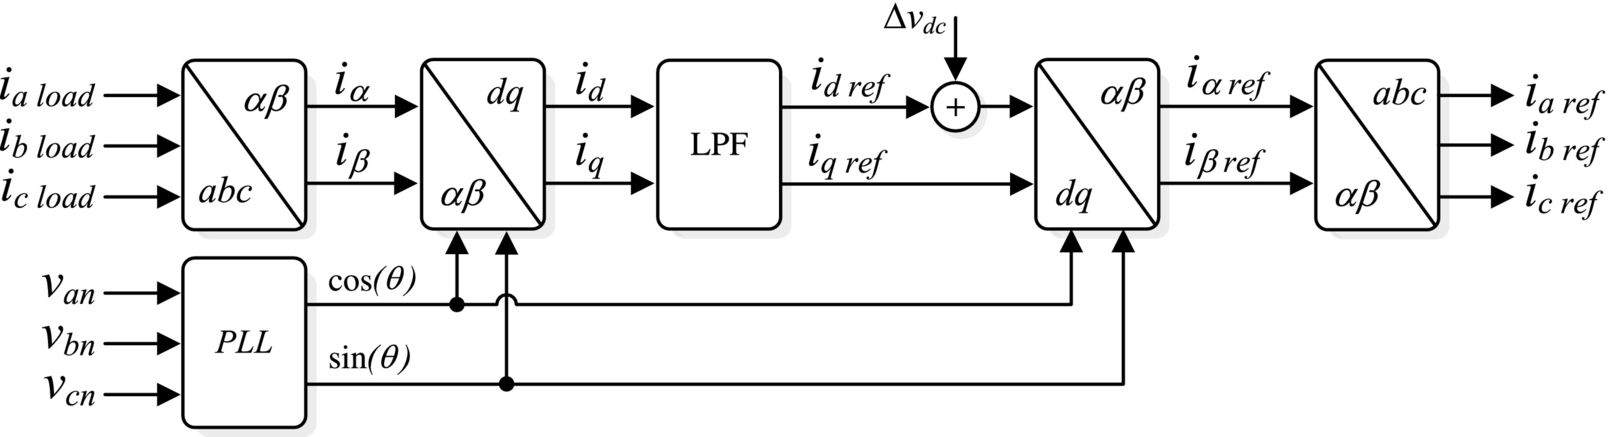 Δv_dc
i_a load
i_b load
i_c load
αβ
abc
i_α
i_β
dq
αβ
i_d
i_q
LPF
i_d ref
i_q ref
+
αβ
dq
i_α ref
i_β ref
abc
αβ
i_a ref
i_b ref
i_c ref
v_an
v_bn
v_cn
PLL
cos(θ)
sin(θ)